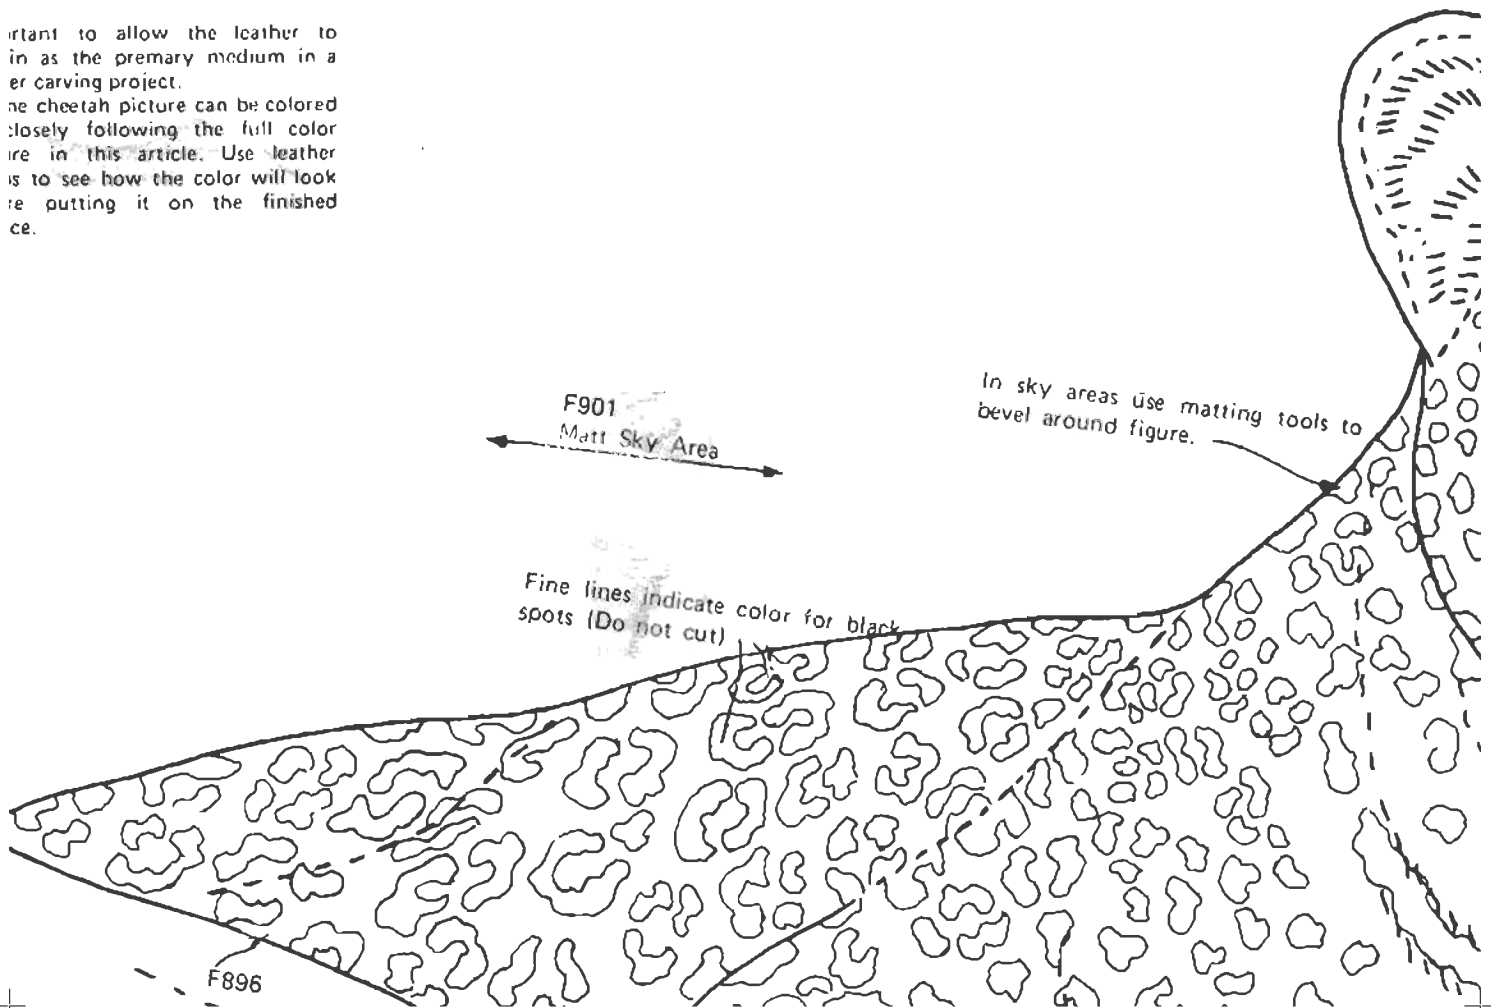 rtant to allow the leather to
in as the premary medium in a
er carving project.
ne cheetah picture can be colored
closely following the full color
ure in this article. Use leather
s to see how the color will look
re putting it on the finished
ce.
In sky areas use matting tools to
bevel around figure.
F901
Matt Sky Area
Fine lines indicate color for black
spots (Do not cut)
F896